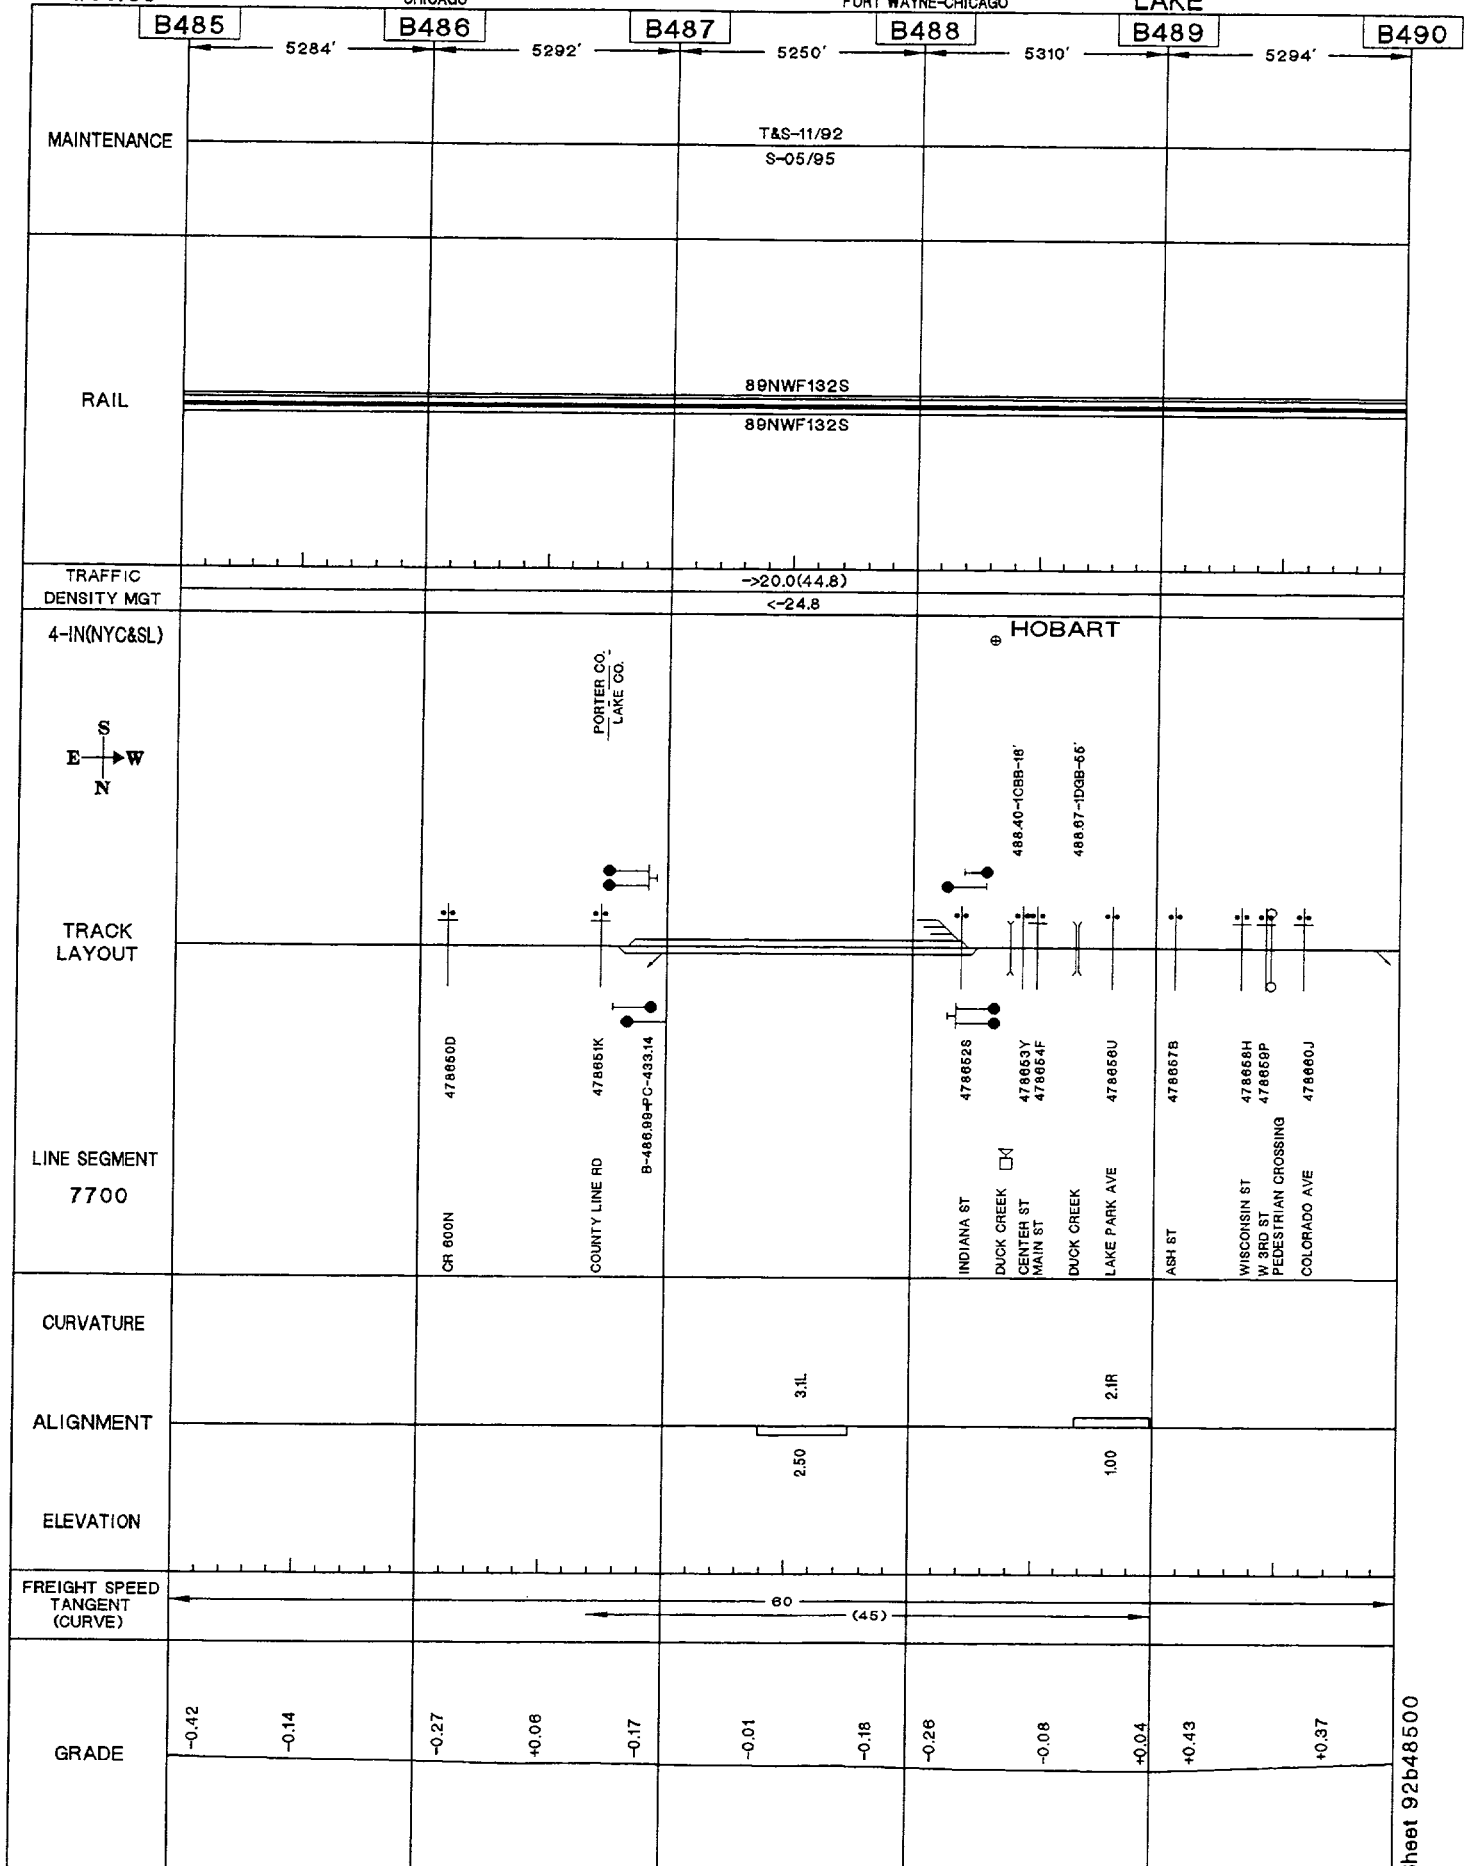 CHICAGO
FORT WAYNE-CHICAGO
LAKE
B485
B486
B487
B488
B489
B490
5284'
5292'
5250'
5310'
5294'
MAINTENANCE
T&S-11/92
S-05/95
RAIL
89NWF132S
89NWF132S
TRAFFIC
DENSITY MGT
->20.0(44.8)
<-24.8
4-IN(NYC&SL)
HOBART
PORTER CO.
LAKE CO.
S
E
W
N
488.40-1CBB-18'
488.67-1DGB-55'
TRACK
LAYOUT
478650D
478651K
B-486.99=PC-433.14
478652S
478653Y
478654F
478656U
478657B
478658H
478659P
478660J
LINE SEGMENT
7700
CR 600N
COUNTY LINE RD
INDIANA ST
DUCK CREEK
CENTER ST
MAIN ST
DUCK CREEK
LAKE PARK AVE
ASH ST
WISCONSIN ST
W 3RD ST
PEDESTRIAN CROSSING
COLORADO AVE
CURVATURE
3.1L
2.1R
ALIGNMENT
2.50
1.00
ELEVATION
FREIGHT SPEED
TANGENT
(CURVE)
60
(45)
GRADE
-0.42
-0.14
-0.27
+0.06
-0.17
-0.01
-0.18
-0.26
-0.08
+0.04
+0.43
+0.37
heet 92b48500